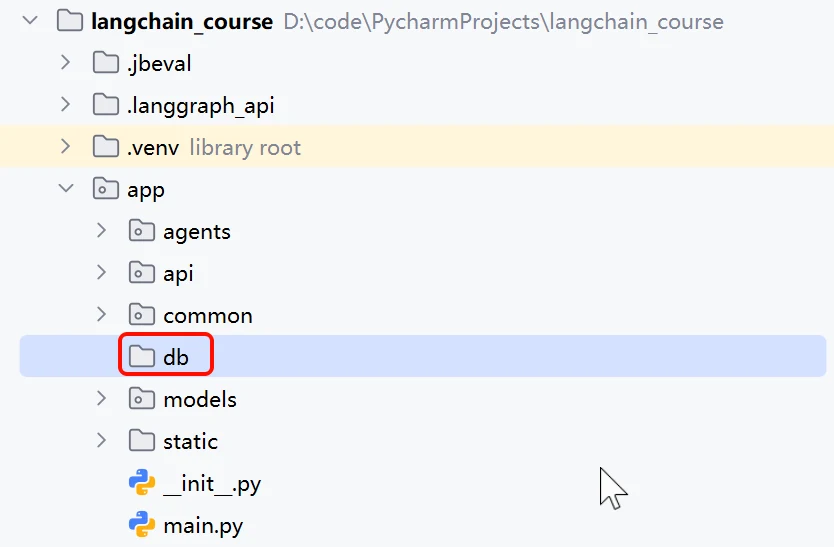 langchain_course D:\code\PycharmProjects\langchain_course
.jbeval
.langgraph_api
.venv library root
app
agents
api
common
db
models
static
__init__.py
main.py